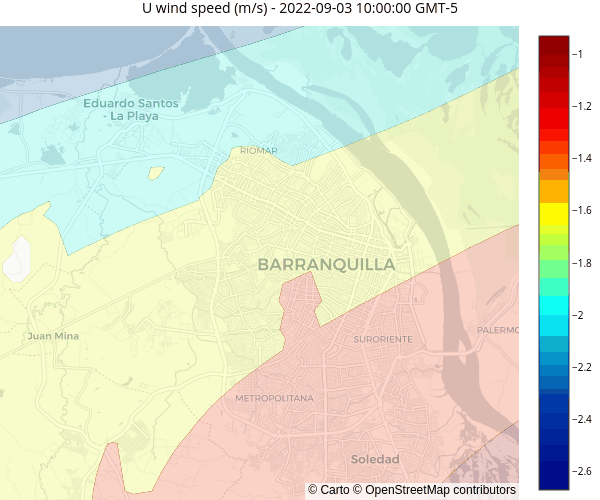 U wind speed (m/s) - 2022-09-03 10:00:00 GMT-5
Eduardo Santos
- La Playa
RIOMAR
BARRANQUILLA
Juan Mina
SURORIENTE
PALERMO
METROPOLITANA
Soledad
© Carto © OpenStreetMap contributors
−1
−1.2
−1.4
−1.6
−1.8
−2
−2.2
−2.4
−2.6